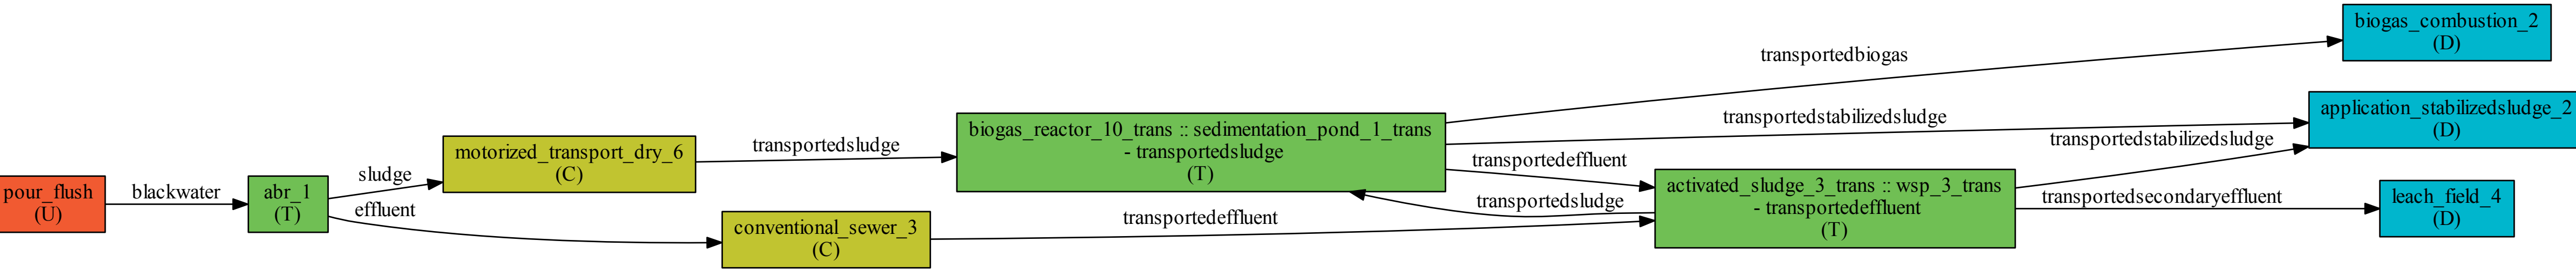 pour_flush
(U)
blackwater
abr_1
(T)
sludge
effluent
motorized_transport_dry_6
(C)
conventional_sewer_3
(C)
transportedsludge
transportedeffluent
biogas_reactor_10_trans :: sedimentation_pond_1_trans
- transportedsludge
(T)
transportedbiogas
transportedstabilizedsludge
transportedeffluent
transportedsludge
activated_sludge_3_trans :: wsp_3_trans
- transportedeffluent
(T)
transportedstabilizedsludge
transportedsecondaryeffluent
biogas_combustion_2
(D)
application_stabilizedsludge_2
(D)
leach_field_4
(D)